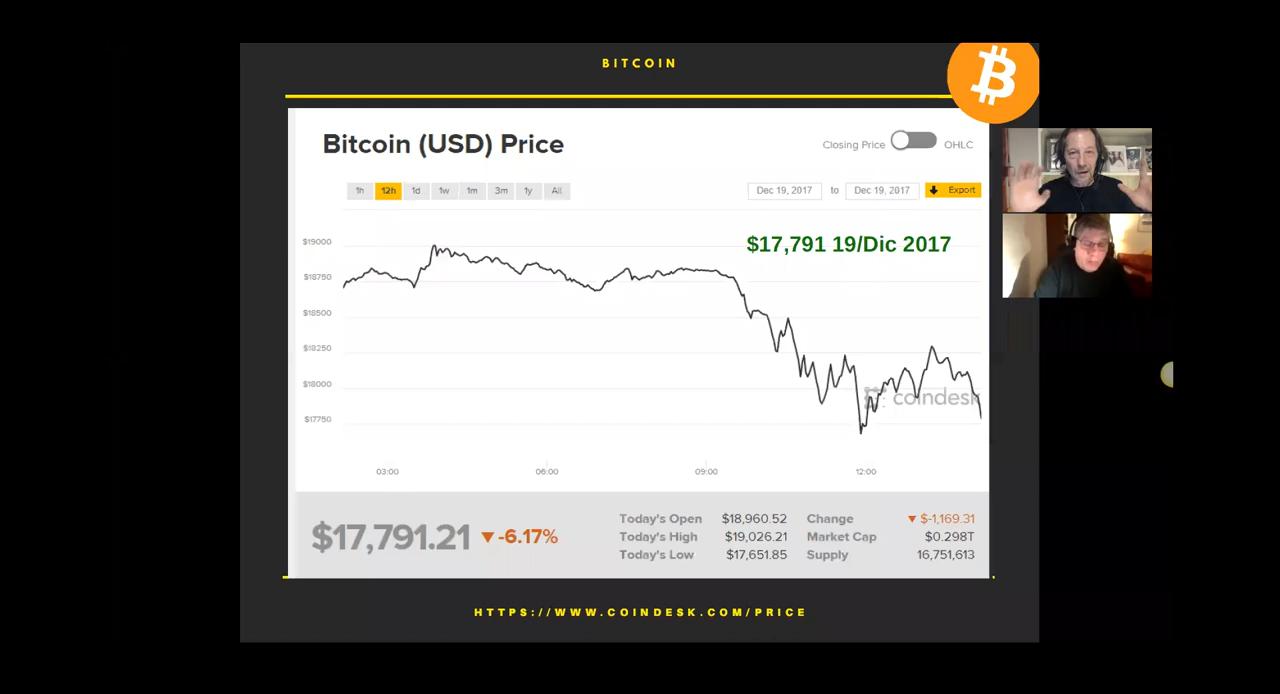 BITCOIN
Bitcoin (USD) Price
Closing Price OHLC
1h 12h 1d 1w 1m 3m 1y All
Dec 19, 2017 to Dec 19, 2017 Export
$17,791 19/Dic 2017
$19000
$18750
$18500
$18250
$18000
$17750
coindesk
03:00 06:00 09:00 12:00
$17,791.21 ▼ -6.17%
Today's Open $18,960.52 Change ▼ $-1,169.31
Today's High $19,026.21 Market Cap $0.298T
Today's Low $17,651.85 Supply 16,751,613
HTTPS://WWW.COINDESK.COM/PRICE